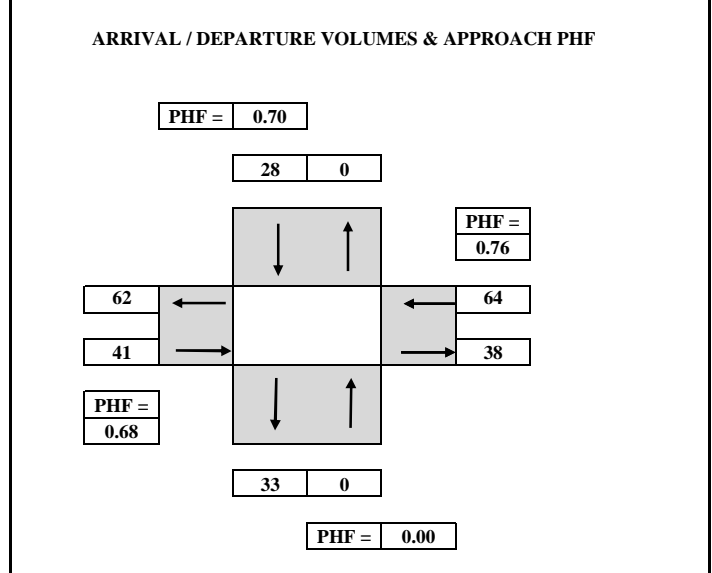 ARRIVAL / DEPARTURE VOLUMES & APPROACH PHF
PHF = 0.70
28 0
PHF =
0.76
62 64
41 38
PHF =
0.68
33 0
PHF = 0.00